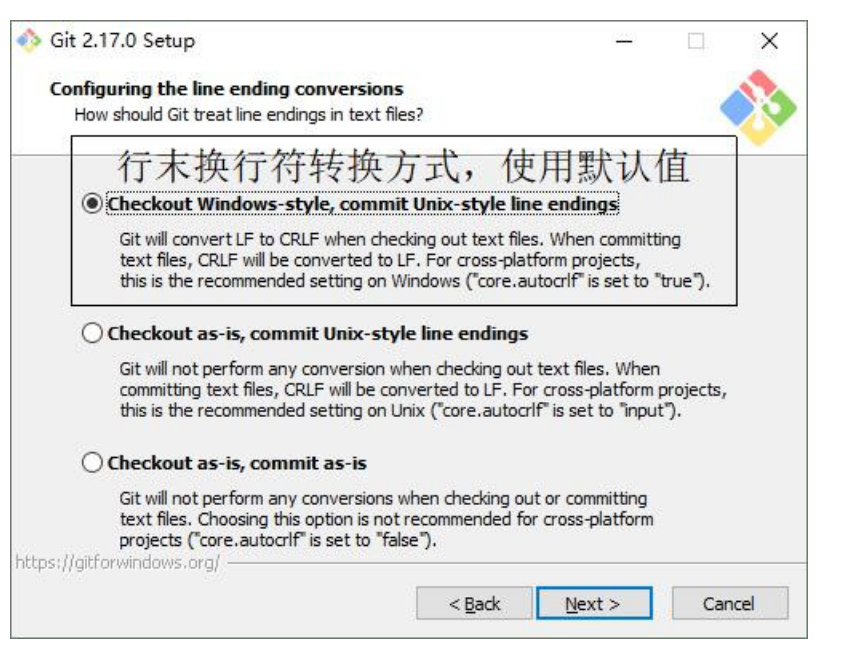 Git 2.17.0 Setup
Configuring the line ending conversions
How should Git treat line endings in text files?
行末换行符转换方式，使用默认值
Checkout Windows-style, commit Unix-style line endings
Git will convert LF to CRLF when checking out text files. When committing
text files, CRLF will be converted to LF. For cross-platform projects,
this is the recommended setting on Windows ("core.autocrlf" is set to "true").
Checkout as-is, commit Unix-style line endings
Git will not perform any conversion when checking out text files. When
committing text files, CRLF will be converted to LF. For cross-platform projects,
this is the recommended setting on Unix ("core.autocrlf" is set to "input").
Checkout as-is, commit as-is
Git will not perform any conversions when checking out or committing
text files. Choosing this option is not recommended for cross-platform
projects ("core.autocrlf" is set to "false").
https://gitforwindows.org/
< Back Next > Cancel